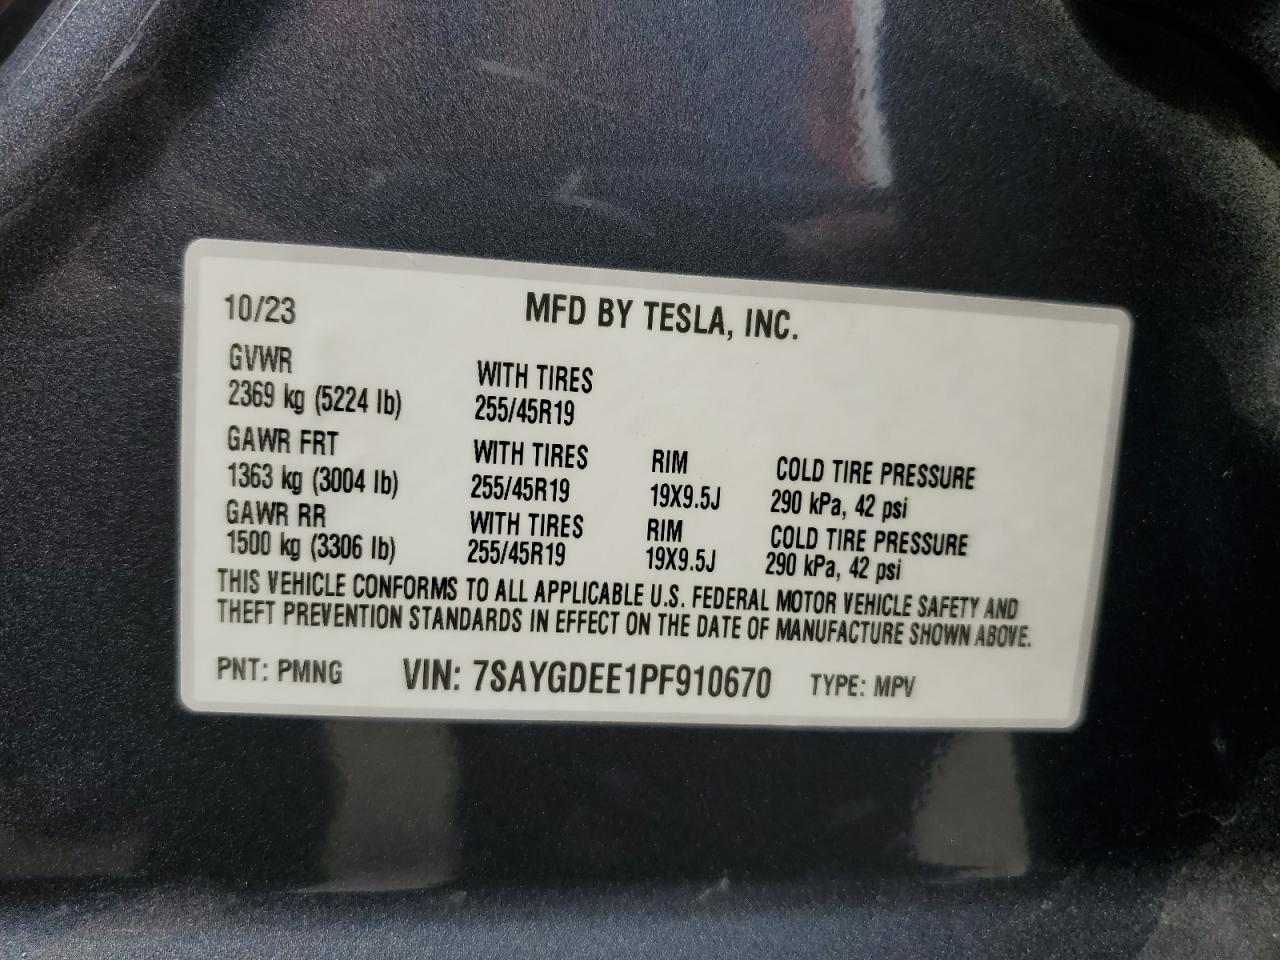 10/23 MFD BY TESLA, INC.
GVWR WITH TIRES
2369 kg (5224 lb) 255/45R19
GAWR FRT WITH TIRES RIM COLD TIRE PRESSURE
1363 kg (3004 lb) 255/45R19 19X9.5J 290 kPa, 42 psi
GAWR RR WITH TIRES RIM COLD TIRE PRESSURE
1500 kg (3306 lb) 255/45R19 19X9.5J 290 kPa, 42 psi
THIS VEHICLE CONFORMS TO ALL APPLICABLE U.S. FEDERAL MOTOR VEHICLE SAFETY AND
THEFT PREVENTION STANDARDS IN EFFECT ON THE DATE OF MANUFACTURE SHOWN ABOVE.
PNT: PMNG VIN: 7SAYGDEE1PF910670 TYPE: MPV